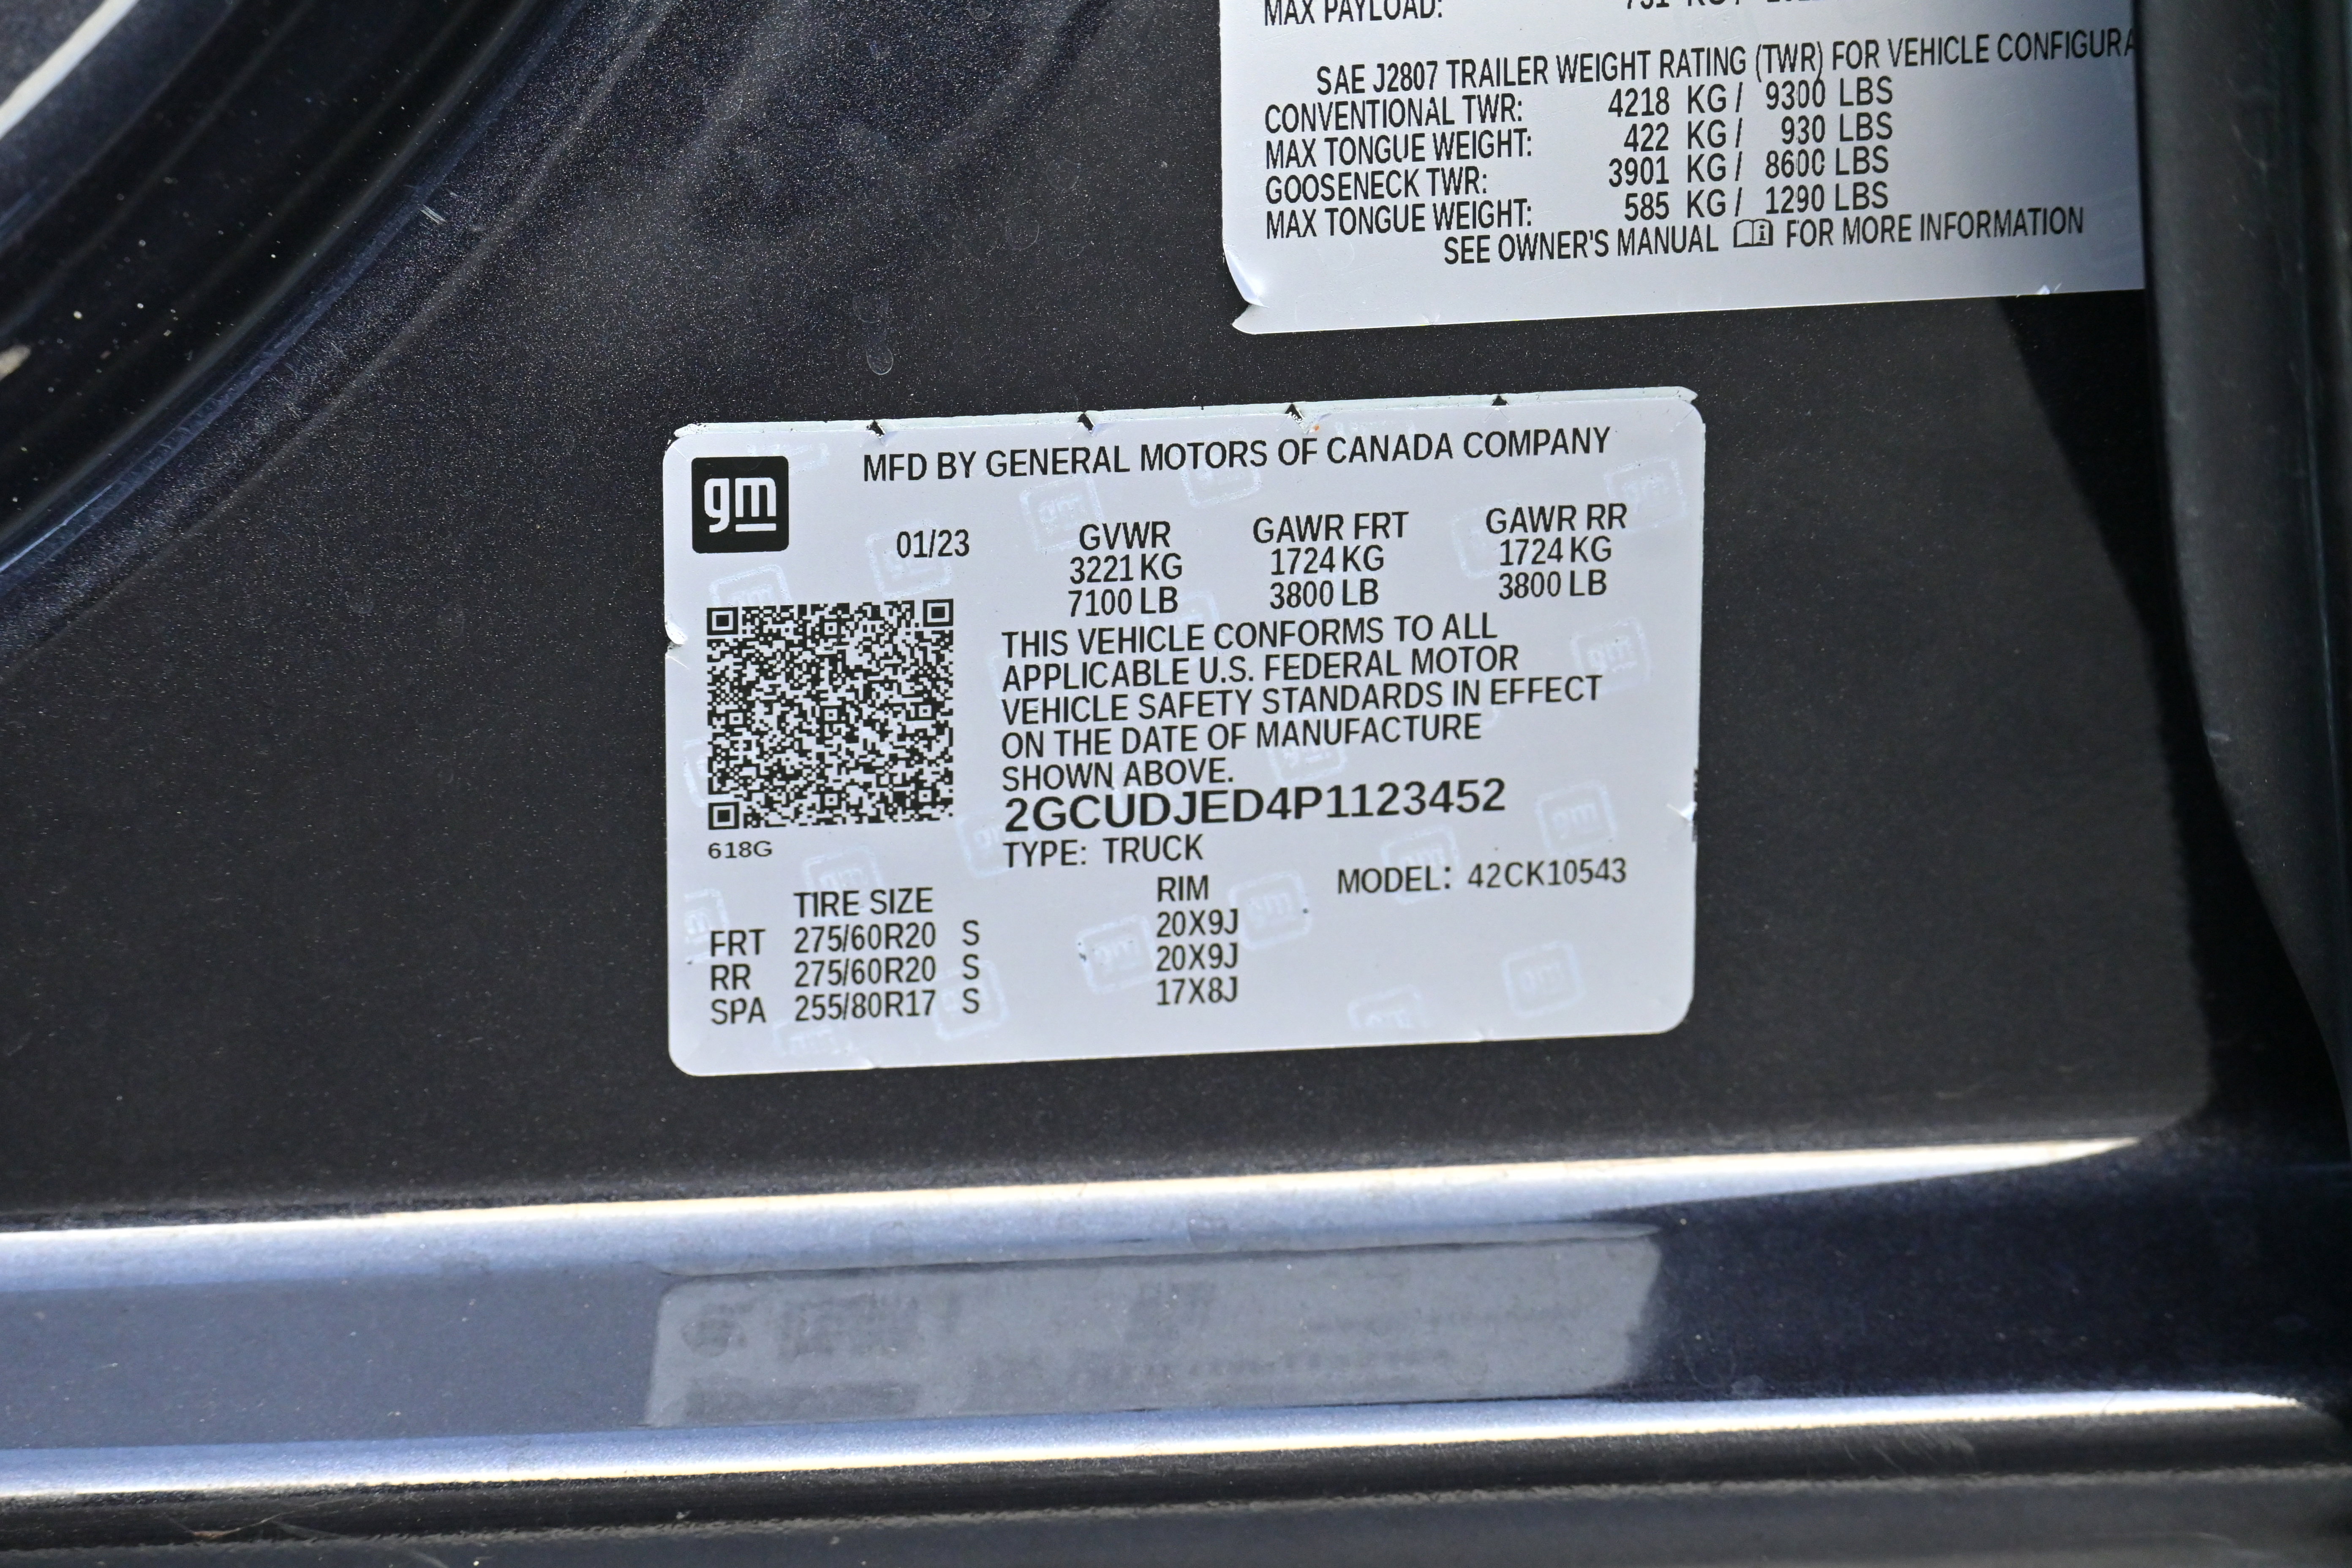 MAX PAYLOAD: 731 KG /
SAE J2807 TRAILER WEIGHT RATING (TWR) FOR VEHICLE CONFIGURA
CONVENTIONAL TWR: 4218 KG / 9300 LBS
MAX TONGUE WEIGHT: 422 KG / 930 LBS
GOOSENECK TWR: 3901 KG / 8600 LBS
MAX TONGUE WEIGHT: 585 KG / 1290 LBS
SEE OWNER'S MANUAL FOR MORE INFORMATION
gm
MFD BY GENERAL MOTORS OF CANADA COMPANY
01/23 GVWR GAWR FRT GAWR RR
3221 KG 1724 KG 1724 KG
7100 LB 3800 LB 3800 LB
THIS VEHICLE CONFORMS TO ALL
APPLICABLE U.S. FEDERAL MOTOR
VEHICLE SAFETY STANDARDS IN EFFECT
ON THE DATE OF MANUFACTURE
SHOWN ABOVE.
2GCUDJED4P1123452
618G
TYPE: TRUCK
MODEL: 42CK10543
TIRE SIZE RIM
FRT 275/60R20 S 20X9J
RR 275/60R20 S 20X9J
SPA 255/80R17 S 17X8J